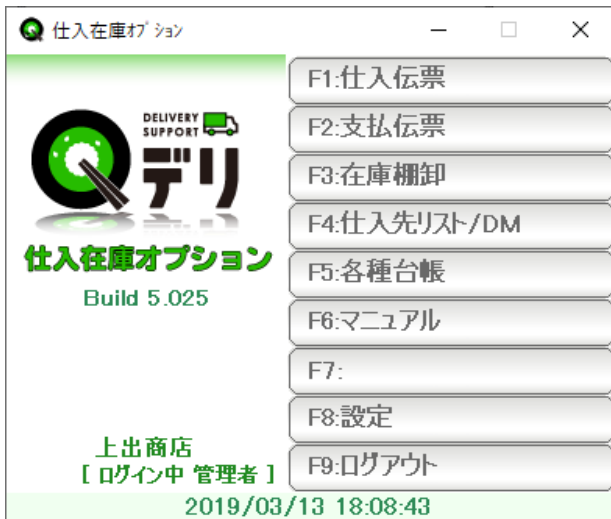 仕入在庫ｵﾌﾟｼｮﾝ
DELIVERY
SUPPORT
Qデリ
仕入在庫オプション
Build 5.025
上出商店
[ ログイン中 管理者 ]
F1:仕入伝票
F2:支払伝票
F3:在庫棚卸
F4:仕入先リスト/DM
F5:各種台帳
F6:マニュアル
F7:
F8:設定
F9:ログアウト
2019/03/13 18:08:43